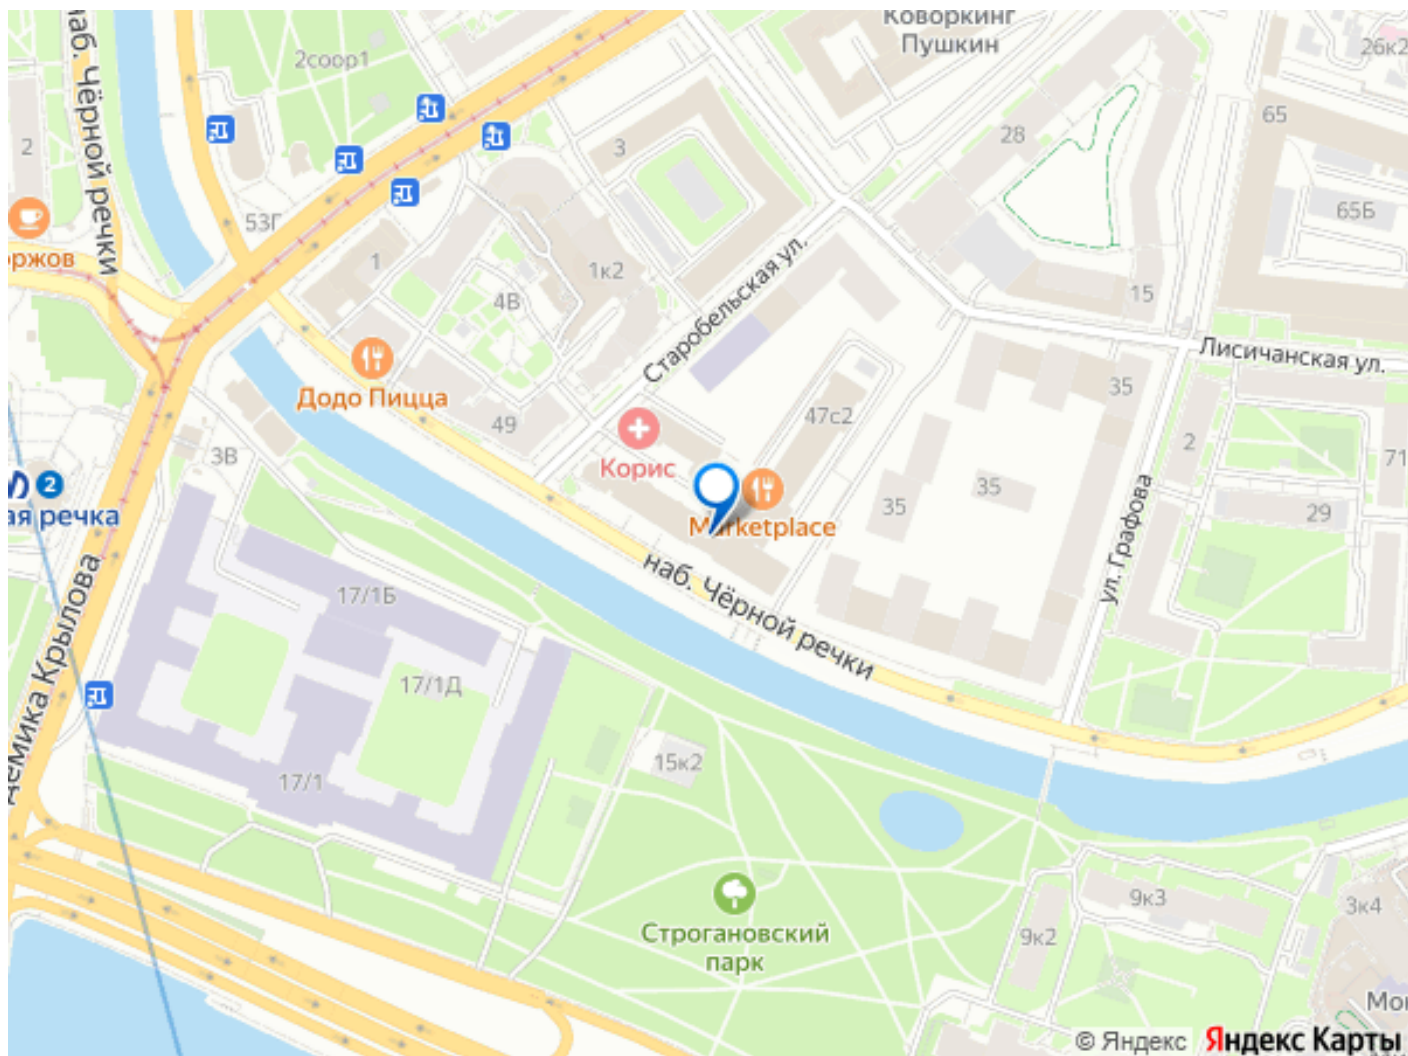 Коворкинг
Пушкин
26к2
наб. Чёрной речки
2соор1
65
28
2
3
65Б
53Г
1
1к2
4В
Старобельская ул.
15
Лисичанская ул.
Додо Пицца
35
49
47с2
2
71
3В
Корис
35
35
29
2
ая речка
Marketplace
ул. Графова
наб. Чёрной речки
17/1Б
17/1Д
демика Крылова
15к2
17/1
9к3
3к4
Строгановский
парк
9к2
© Яндекс
Яндекс Карты